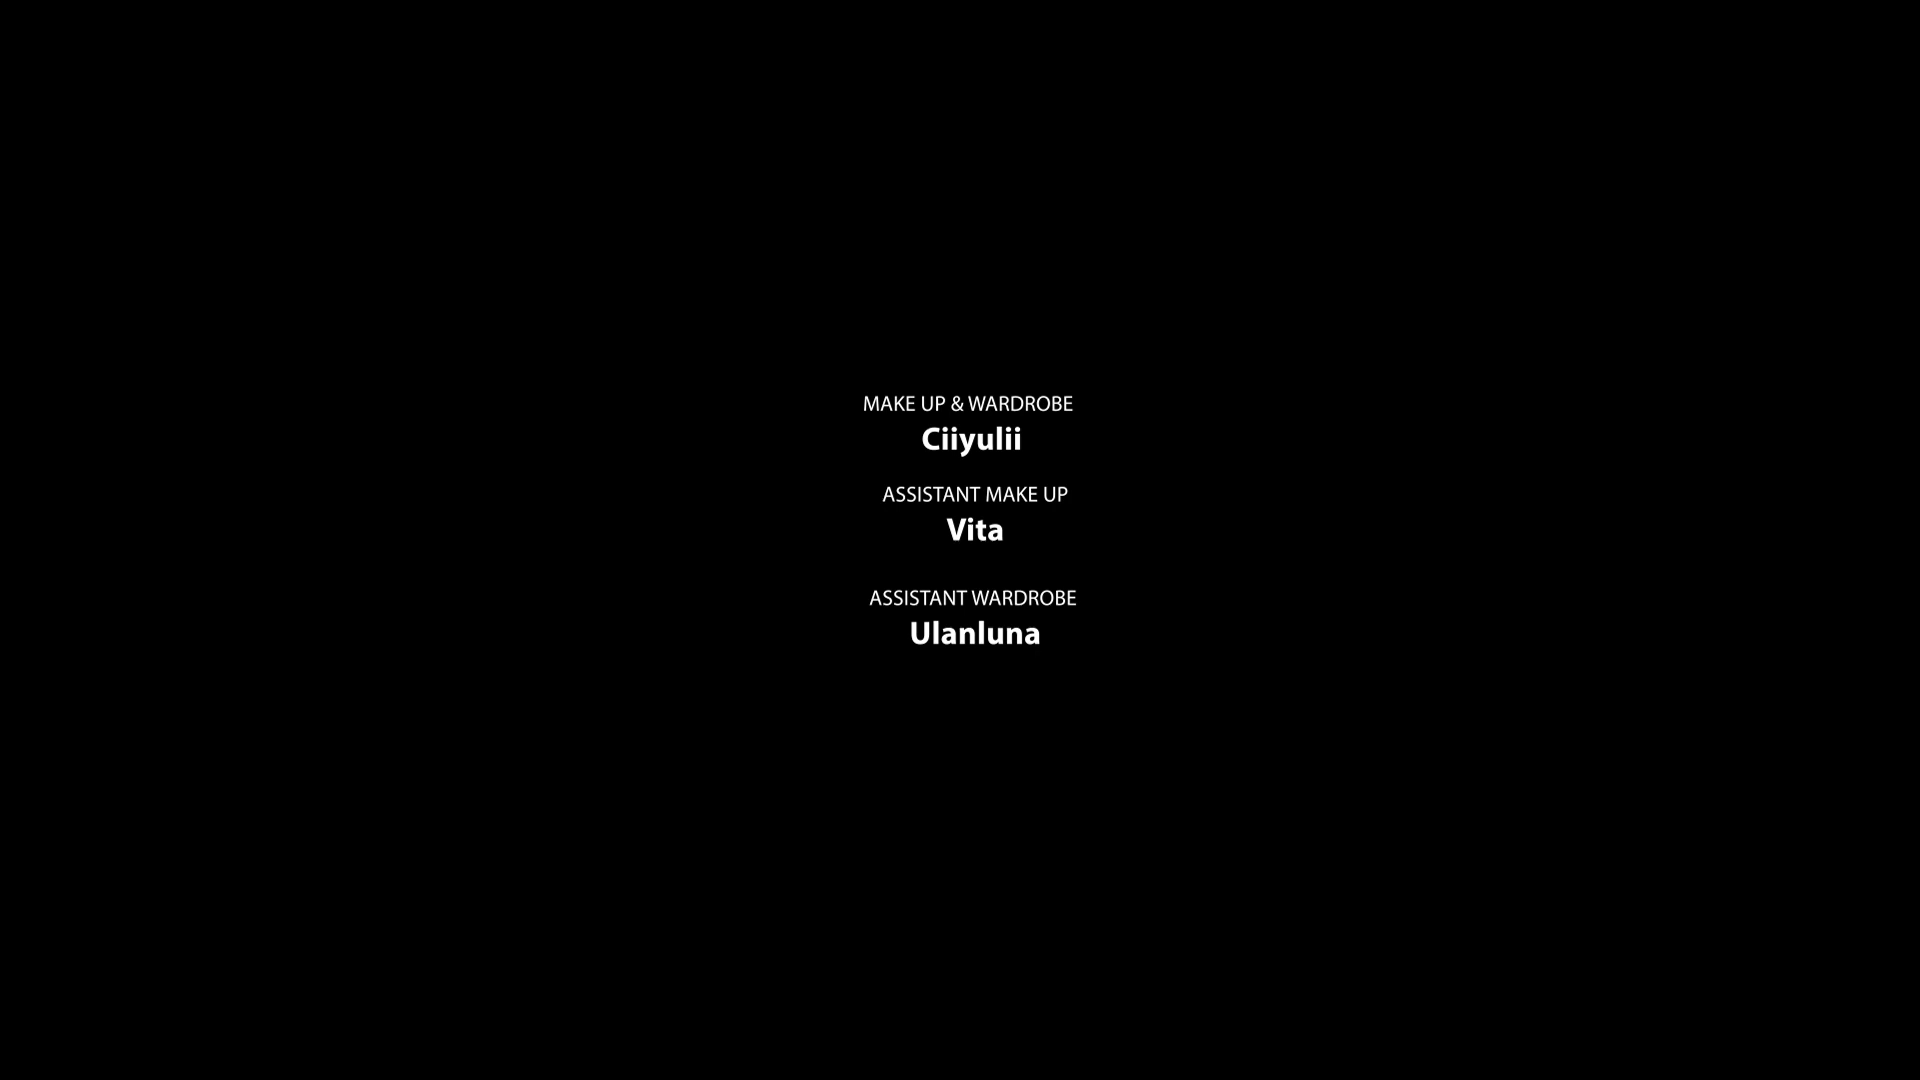 MAKE UP & WARDROBE
Ciiyulii
ASSISTANT MAKE UP
Vita
ASSISTANT WARDROBE
Ulanluna